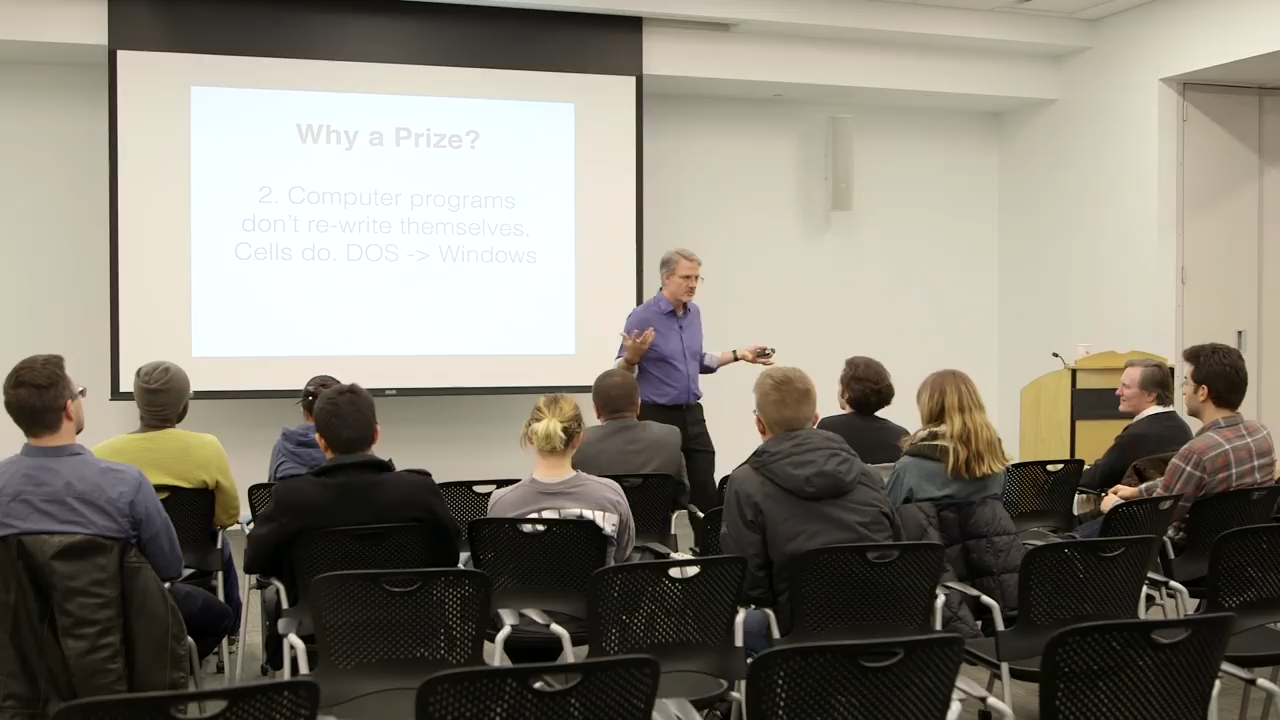 Why a Prize?
2. Computer programs
don't re-write themselves.
Cells do. DOS -> Windows